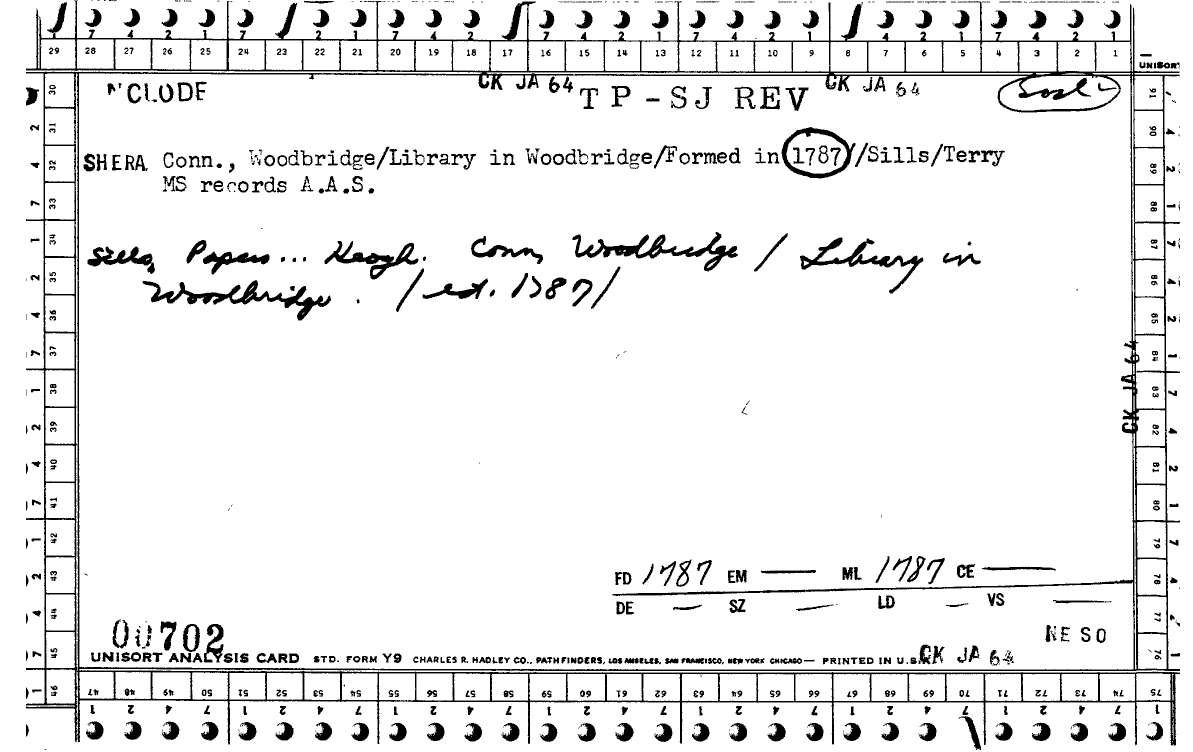 7 4 2 1 7 4 2 1 7 4 2 1 7 4 2 1 7 4 2 1 7 4 2 1 7 4 2 1
29 28 27 26 25 24 23 22 21 20 19 18 17 16 15 14 13 12 11 10 9 8 7 6 5 4 3 2 1
UNISORT
CLODE CK JA 64 TP-SJ REV CK JA 64
SHERA Conn., Woodbridge/Library in Woodbridge/Formed in 1787//Sills/Terry
MS records A.A.S.
Sills, Papers... Keogh. Conn, Woodbridge / Library in
Woodbridge. /est. 1787/
CK JA 64
FD 1787 EM — ML 1787 CE —
DE — SZ — LD — VS —
NE SO
00702
UNISORT ANALYSIS CARD STD. FORM Y9 CHARLES R. HADLEY CO., PATHFINDERS, LOS ANGELES, SAN FRANCISCO, NEW YORK CHICAGO— PRINTED IN U.S.A.
CK JA 64
30 31 32 33 34 35 36 37 38 39 40 41 42 43 44 45 46
91 90 89 88 87 86 85 84 83 82 81 80 79 78 77 76 75
47 48 49 50 51 52 53 54 55 56 57 58 59 60 61 62 63 64 65 66 67 68 69 70 71 72 73 74 75